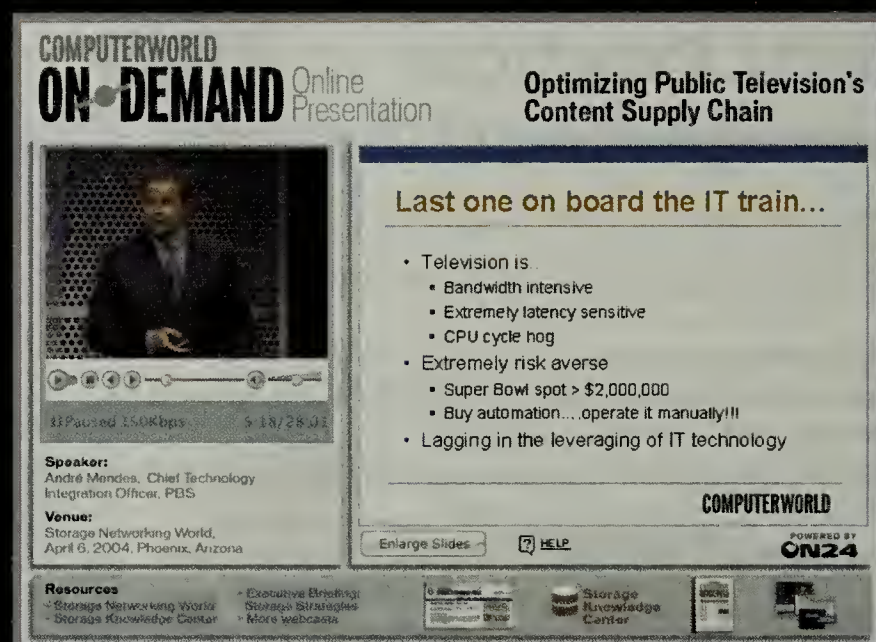 COMPUTERWORLD
ON DEMAND Online Presentation
Optimizing Public Television's
Content Supply Chain
Last one on board the IT train...
• Television is..
▪ Bandwidth intensive
▪ Extremely latency sensitive
▪ CPU cycle hog
• Extremely risk averse
▪ Super Bowl spot > $2,000,000
▪ Buy automation....operate it manually!!!
• Lagging in the leveraging of IT technology
COMPUTERWORLD
Paused 150Kbps
Speaker:
André Mendes, Chief Technology
Integration Officer, PBS
Venue:
Storage Networking World,
April 6, 2004, Phoenix, Arizona
Enlarge Slides
? HELP
POWERED BY
ON24
Resources
- Storage Networking World
- Storage Knowledge Center
- Executive Briefing:
Storage Strategies
- More webcasts
Storage
Knowledge
Center